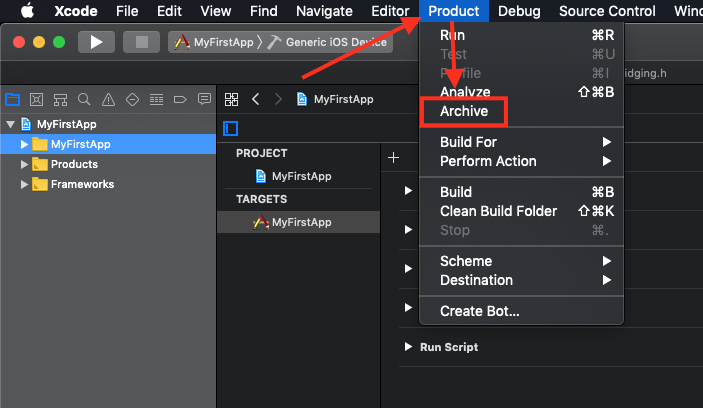 Xcode File Edit View Find Navigate Editor Product Debug Source Control
MyFirstApp Generic iOS Device
Run ⌘R
Test ⌘U
⌘I
idging.h
Analyze ⇧⌘B
Archive
MyFirstApp
MyFirstApp
MyFirstApp
Products
Frameworks
PROJECT
MyFirstApp
TARGETS
MyFirstApp
Build For
Perform Action
Build ⌘B
Clean Build Folder ⇧⌘K
Stop ⌘.
Scheme
Destination
Create Bot...
Run Script